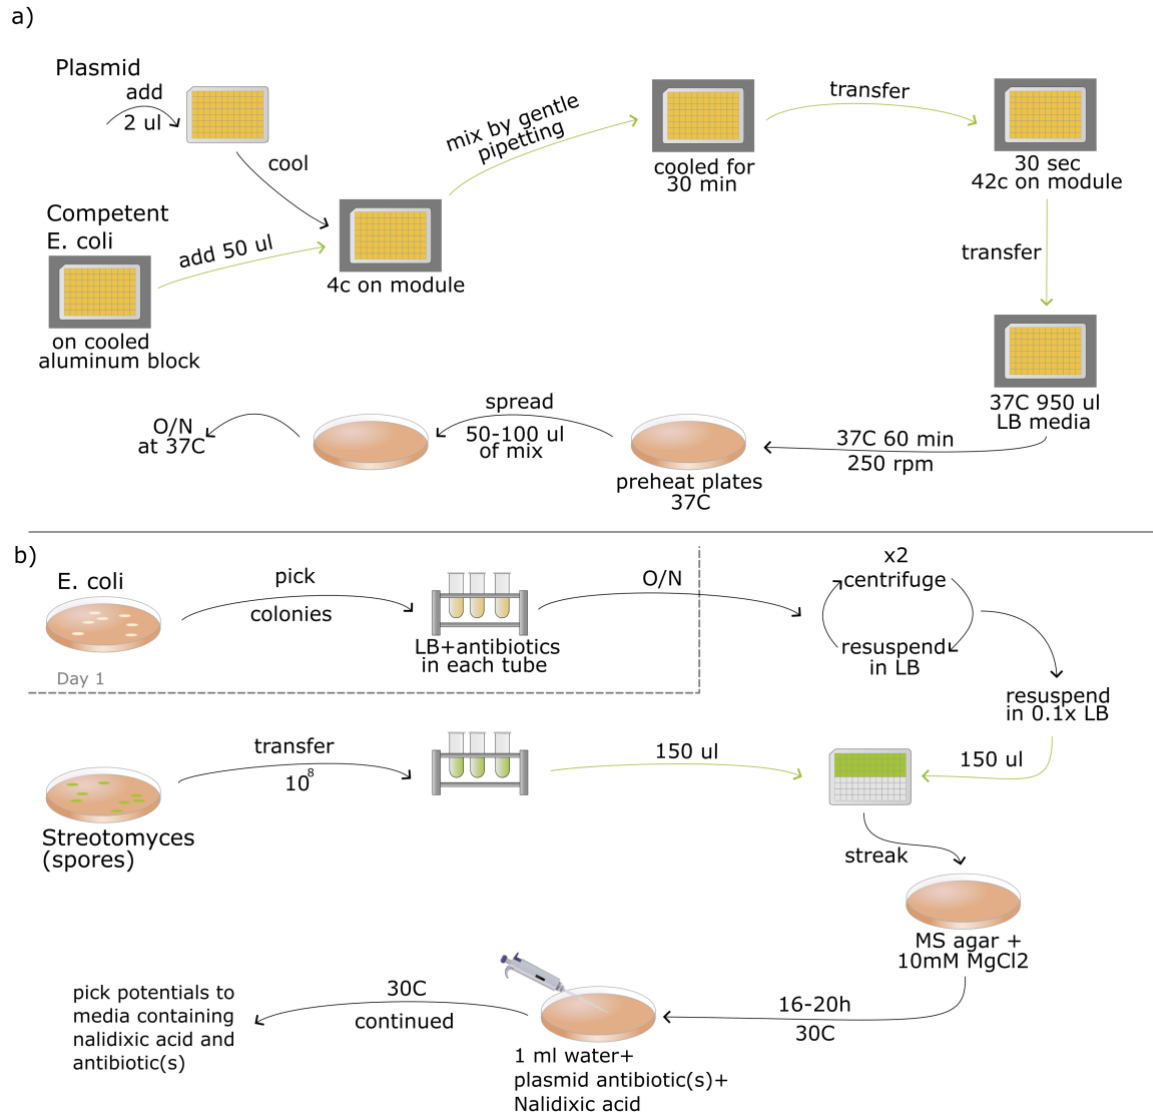 a)
Plasmid
add
2 ul
cool
Competent
E. coli
on cooled
aluminum block
add 50 ul
4c on module
mix by gentle
pipetting
cooled for
30 min
transfer
30 sec
42c on module
transfer
37C 950 ul
LB media
37C 60 min
250 rpm
preheat plates
37C
spread
50-100 ul
of mix
O/N
at 37C
b)
E. coli
Day 1
pick
colonies
LB+antibiotics
in each tube
O/N
x2
centrifuge
resuspend
in LB
resuspend
in 0.1x LB
150 ul
Streotomyces
(spores)
transfer
10⁸
150 ul
streak
MS agar +
10mM MgCl2
16-20h
30C
1 ml water+
plasmid antibiotic(s)+
Nalidixic acid
30C
continued
pick potentials to
media containing
nalidixic acid and
antibiotic(s)